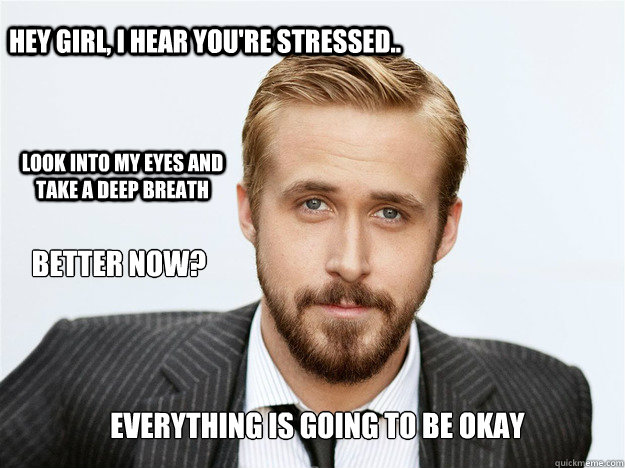 HEY GIRL, I HEAR YOU'RE STRESSED..
LOOK INTO MY EYES AND
TAKE A DEEP BREATH
BETTER NOW?
EVERYTHING IS GOING TO BE OKAY
quickmeme.com